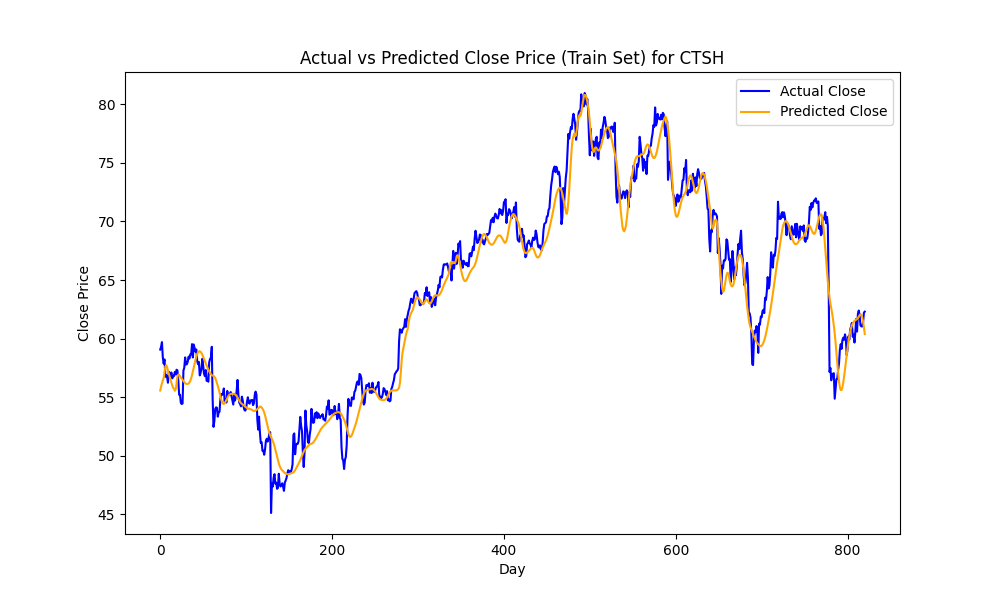 Actual vs Predicted Close Price (Train Set) for CTSH
Actual Close
Predicted Close
Close Price
80
75
70
65
60
55
50
45
0 200 400 600 800
Day